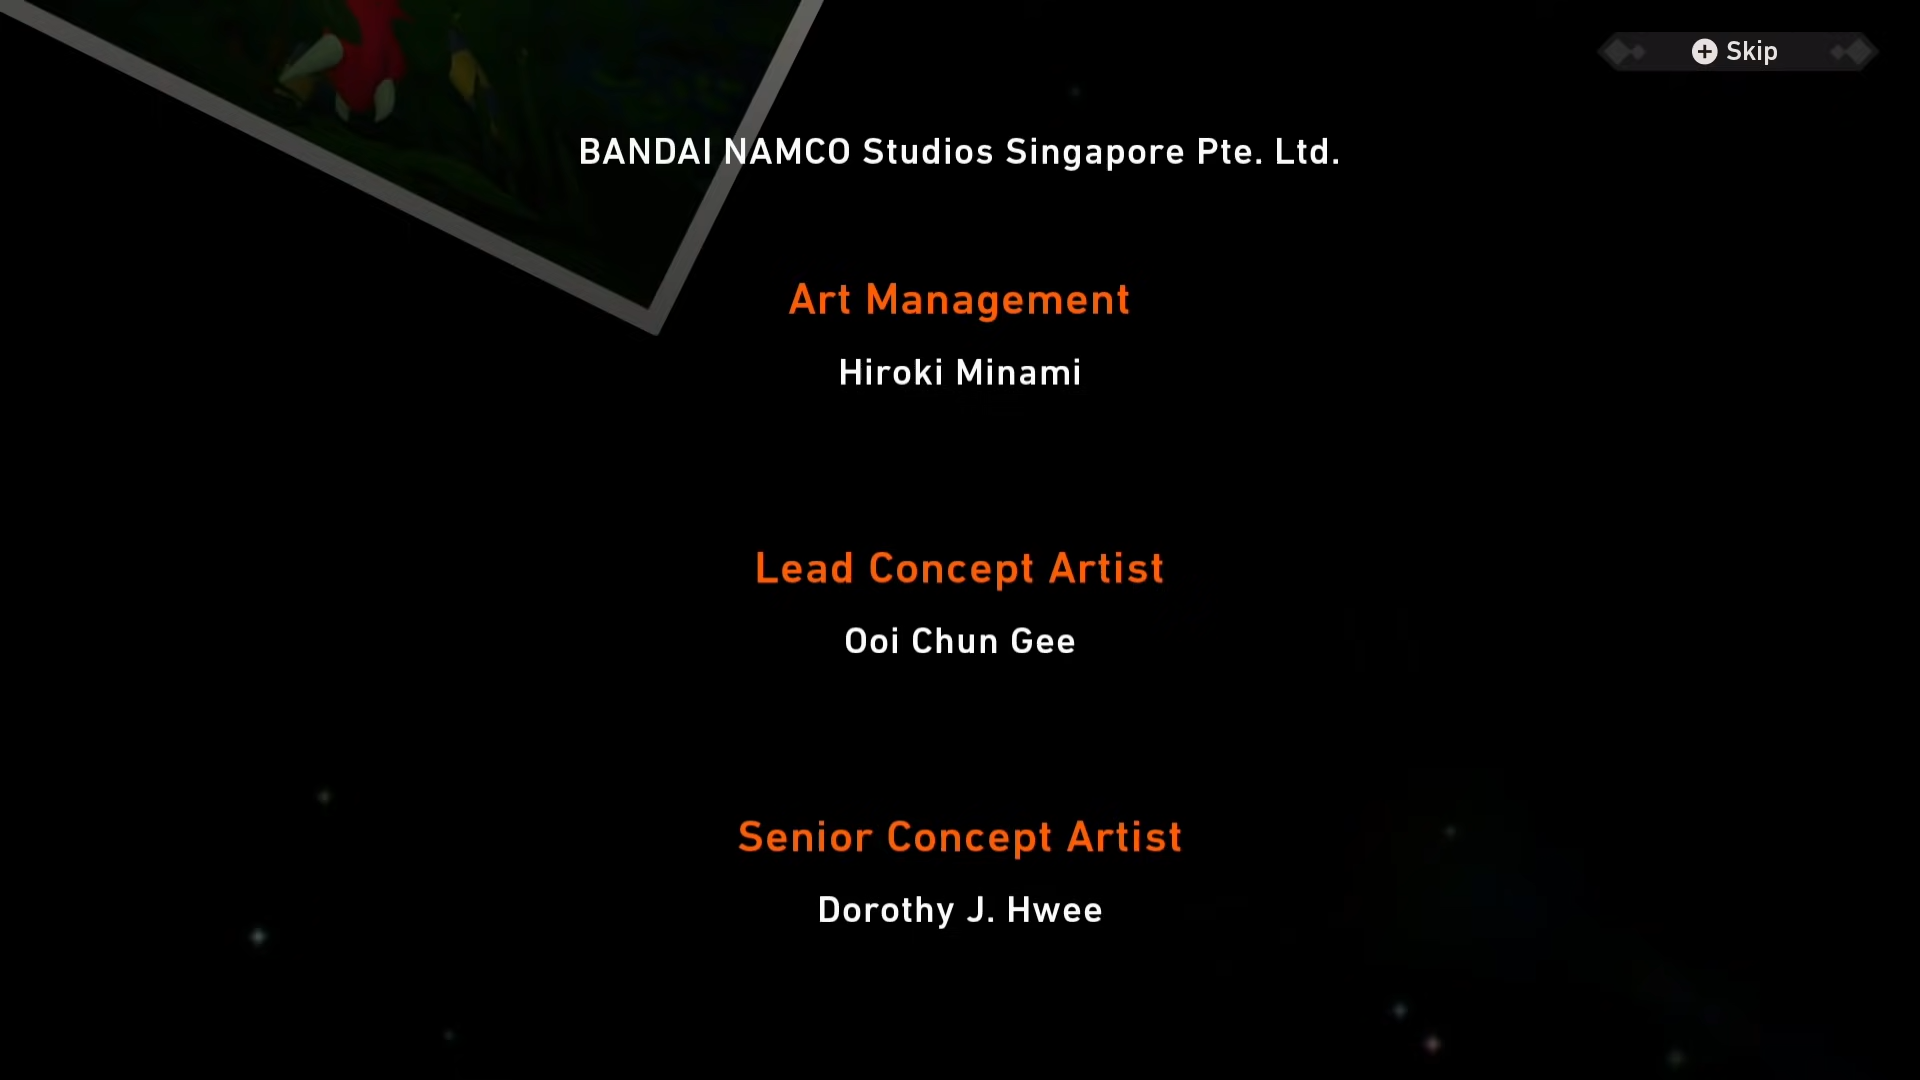 Skip
BANDAI NAMCO Studios Singapore Pte. Ltd.
Art Management
Hiroki Minami
Lead Concept Artist
Ooi Chun Gee
Senior Concept Artist
Dorothy J. Hwee